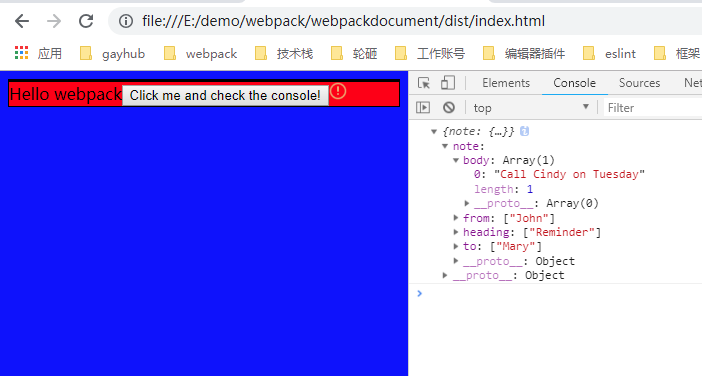 file:///E:/demo/webpack/webpackdocument/dist/index.html
应用 gayhub webpack 技术栈 轮砸 工作账号 编辑器插件 eslint 框架
Hello webpack Click me and check the console!
Elements Console Sources Net
top Filter
{note: {…}}
note:
body: Array(1)
0: "Call Cindy on Tuesday"
length: 1
__proto__: Array(0)
from: ["John"]
heading: ["Reminder"]
to: ["Mary"]
__proto__: Object
__proto__: Object